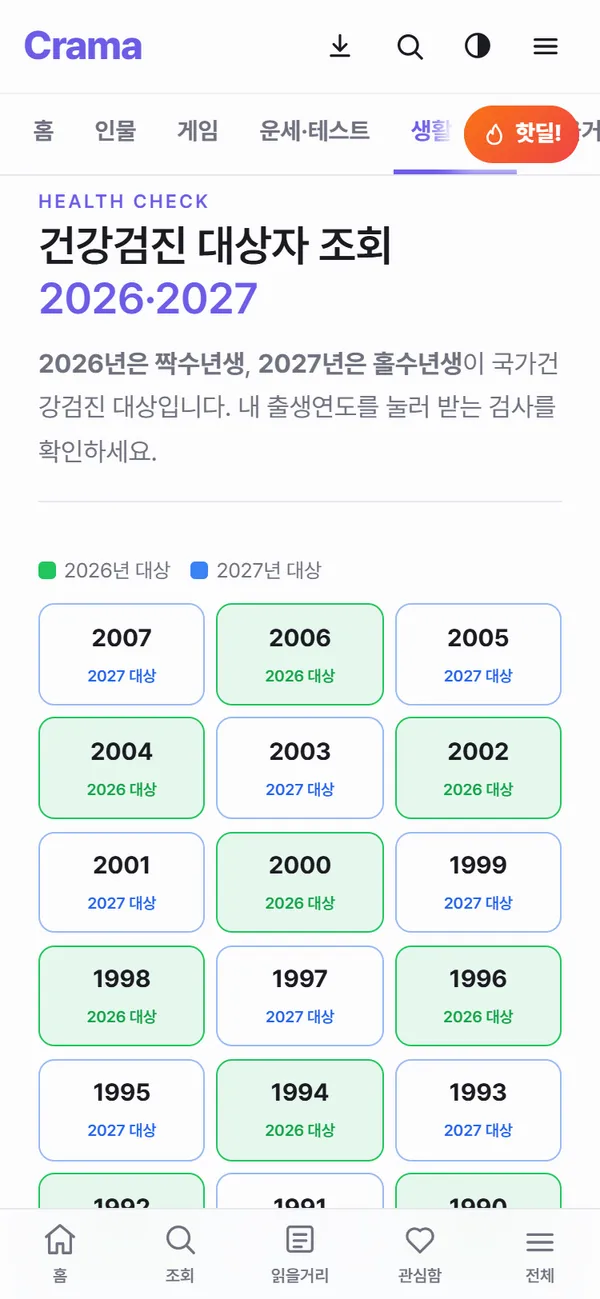 Crama
홈 인물 게임 운세·테스트 생활 핫딜!
HEALTH CHECK
건강검진 대상자 조회
2026·2027
2026년은 짝수년생, 2027년은 홀수년생이 국가건
강검진 대상입니다. 내 출생연도를 눌러 받는 검사를
확인하세요.
2026년 대상 2027년 대상
2007 2006 2005
2027 대상 2026 대상 2027 대상
2004 2003 2002
2026 대상 2027 대상 2026 대상
2001 2000 1999
2027 대상 2026 대상 2027 대상
1998 1997 1996
2026 대상 2027 대상 2026 대상
1995 1994 1993
2027 대상 2026 대상 2027 대상
1992 1991 1990
홈 조회 읽을거리 관심함 전체